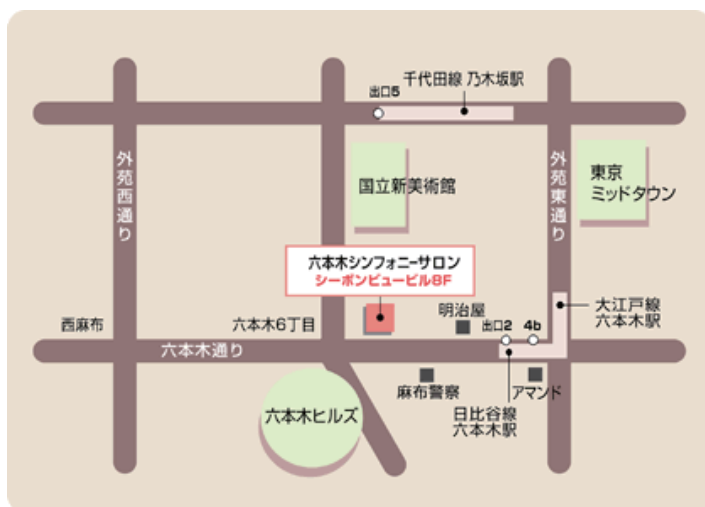 千代田線 乃木坂駅
出口5
外苑西通り
国立新美術館
外苑東通り
東京
ミッドタウン
六本木シンフォニーサロン
シーボンビュービル8F
西麻布
六本木6丁目
明治屋
出口2
4b
大江戸線
六本木駅
六本木通り
麻布警察
アマンド
日比谷線
六本木駅
六本木ヒルズ